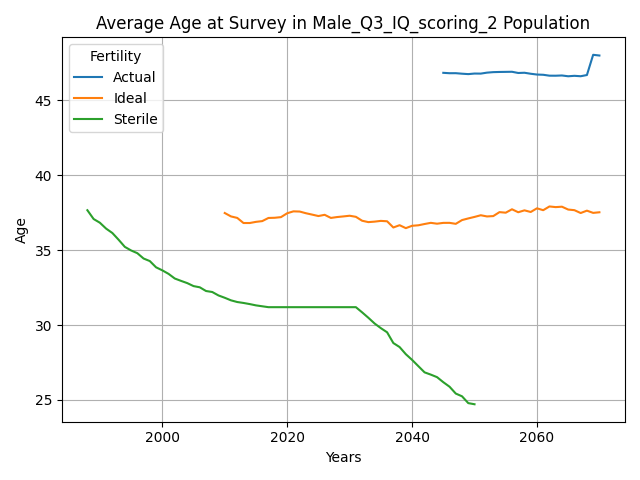 Average Age at Survey in Male_Q3_IQ_scoring_2 Population
Fertility
Actual
Ideal
Sterile
45
40
35
30
25
Age
2000
2020
2040
2060
Years